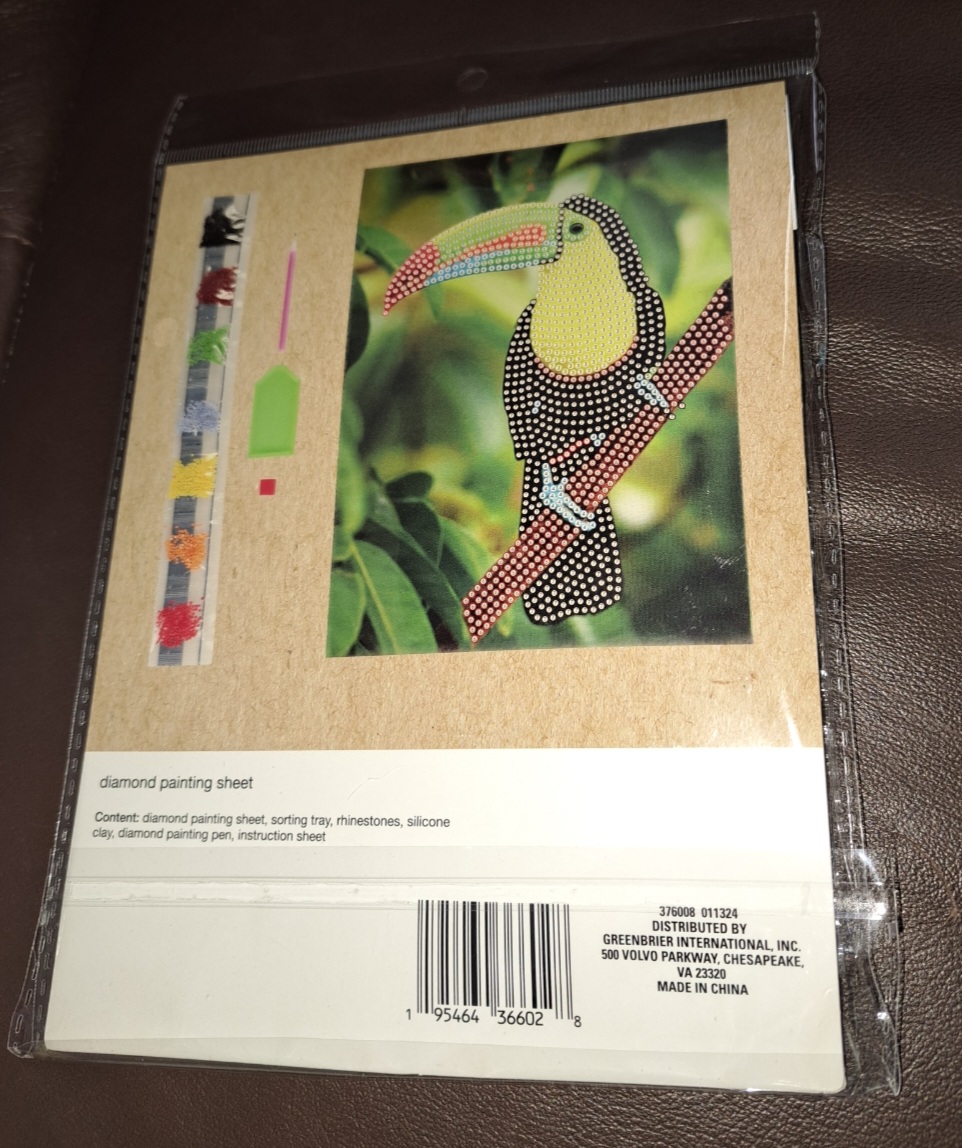 diamond painting sheet
Content: diamond painting sheet, sorting tray, rhinestones, silicone
clay, diamond painting pen, instruction sheet
376008 011324
DISTRIBUTED BY
GREENBRIER INTERNATIONAL, INC.
500 VOLVO PARKWAY, CHESAPEAKE,
VA 23320
MADE IN CHINA
1 95464 36602 8